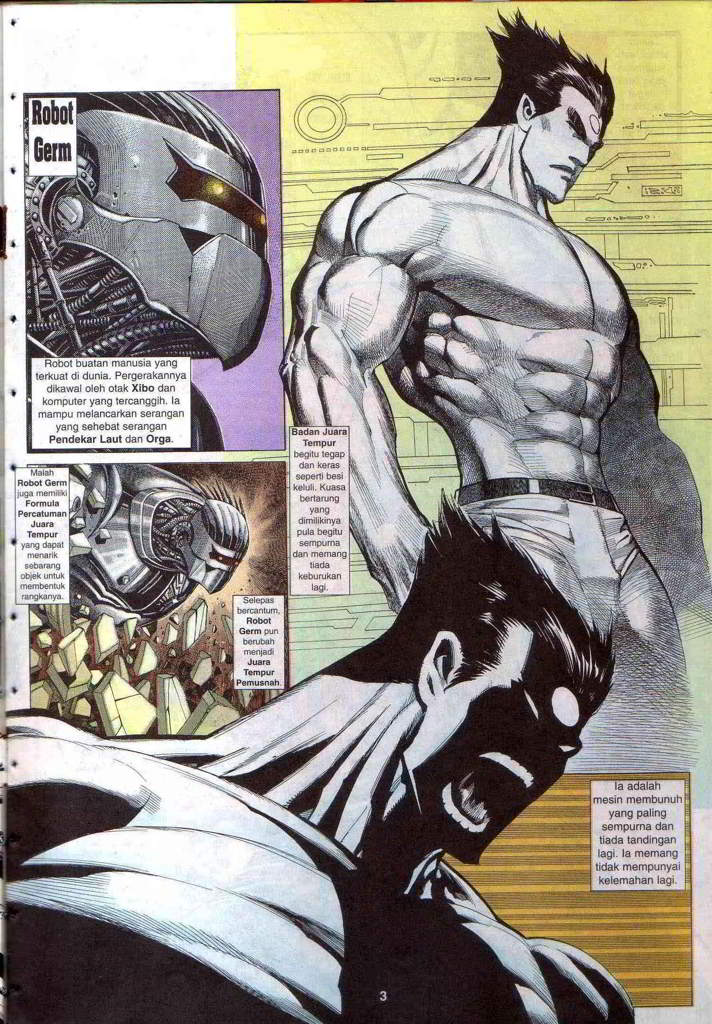 Robot
Germ
Robot buatan manusia yang
terkuat di dunia. Pergerakannya
dikawal oleh otak Xibo dan
komputer yang tercanggih. Ia
mampu melancarkan serangan
yang sehebat serangan
Pendekar Laut dan Orga.
Malah
Robot Germ
juga memiliki
Formula
Percatuman
Juara
Tempur
yang dapat
menarik
sebarang
objek untuk
membentuk
rangkanya.
Selepas
bercantum,
Robot
Germ pun
berubah
menjadi
Juara
Tempur
Pemusnah.
Badan Juara
Tempur
begitu tegap
dan keras
seperti besi
keluli. Kuasa
bertarung
yang
dimilikinya
pula begitu
sempurna
dan memang
tiada
keburukan
lagi.
Ia adalah
mesin membunuh
yang paling
sempurna dan
tiada tandingan
lagi. Ia memang
tidak mempunyai
kelemahan lagi.
3